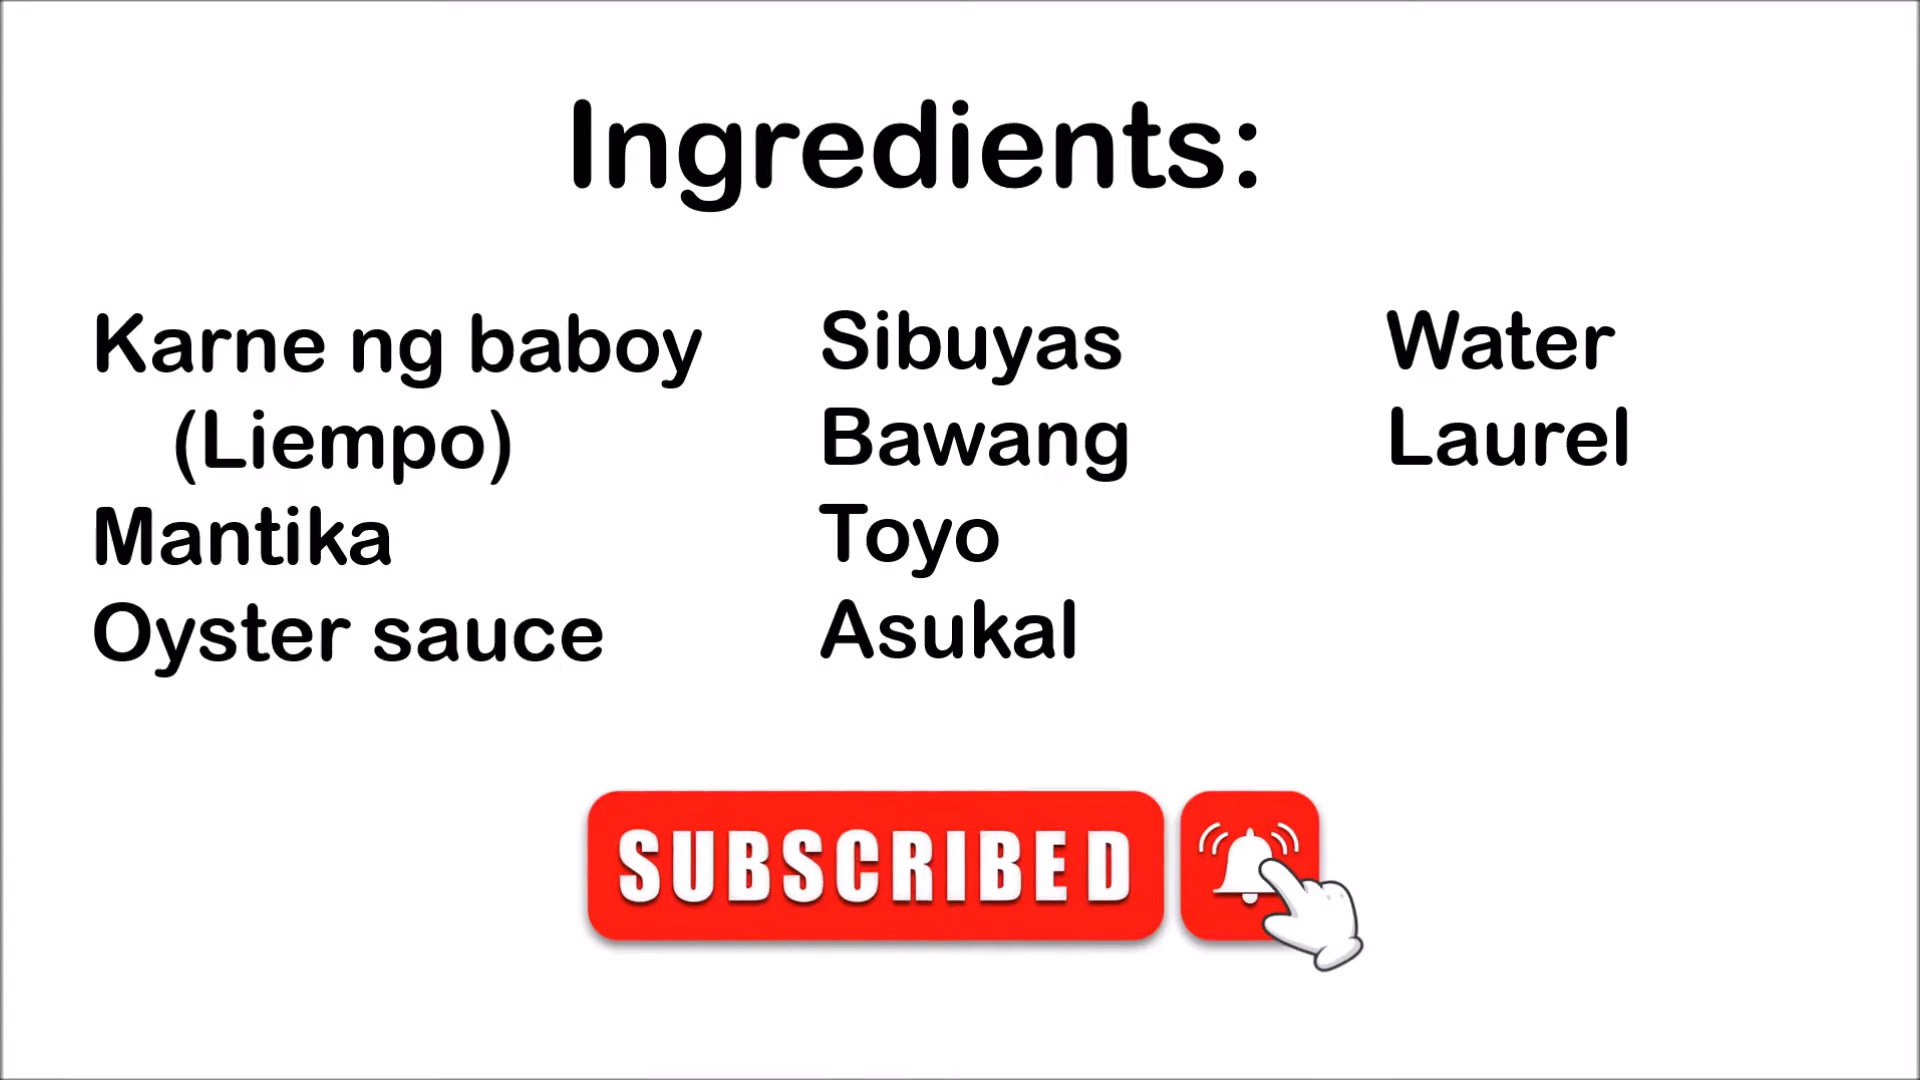 Ingredients:
Karne ng baboy
(Liempo)
Mantika
Oyster sauce
Sibuyas
Bawang
Toyo
Asukal
Water
Laurel
SUBSCRIBED